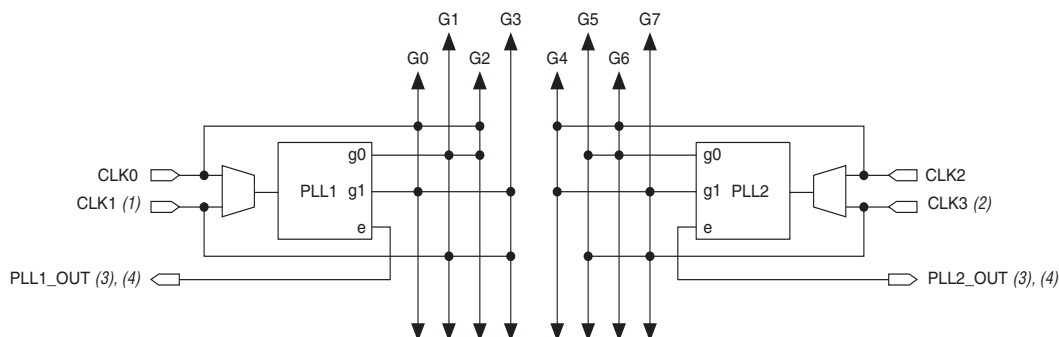 G1 G3 G5 G7
G0 G2 G4 G6
g0 g0
CLK0 CLK2
PLL1 g1 g1 PLL2
CLK1 (1) CLK3 (2)
e e
PLL1_OUT (3), (4) PLL2_OUT (3), (4)